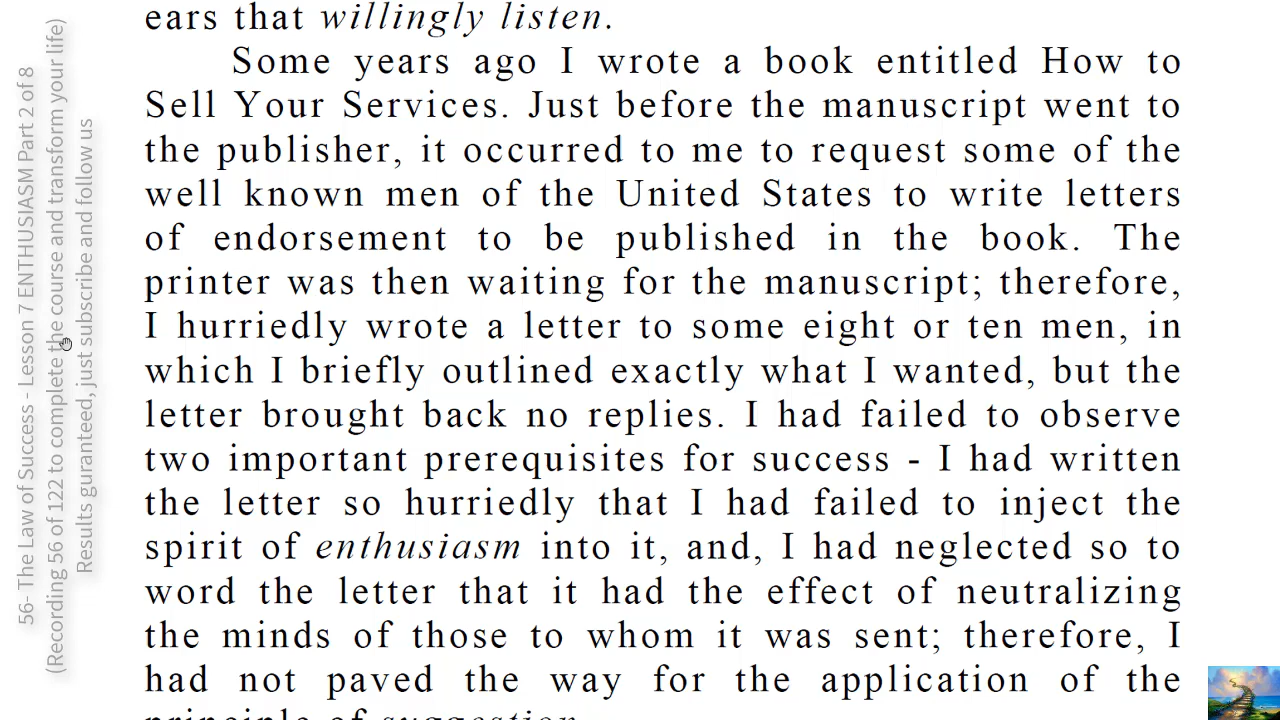 56- The Law of Success - Lesson 7 ENTHUSIASM Part 2 of 8
(Recording 56 of 122 to complete the course and transform your life)
Results guranteed, just subscribe and follow us
ears that willingly listen.
Some years ago I wrote a book entitled How to
Sell Your Services. Just before the manuscript went to
the publisher, it occurred to me to request some of the
well known men of the United States to write letters
of endorsement to be published in the book. The
printer was then waiting for the manuscript; therefore,
I hurriedly wrote a letter to some eight or ten men, in
which I briefly outlined exactly what I wanted, but the
letter brought back no replies. I had failed to observe
two important prerequisites for success - I had written
the letter so hurriedly that I had failed to inject the
spirit of enthusiasm into it, and, I had neglected so to
word the letter that it had the effect of neutralizing
the minds of those to whom it was sent; therefore, I
had not paved the way for the application of the
principle of suggestion.